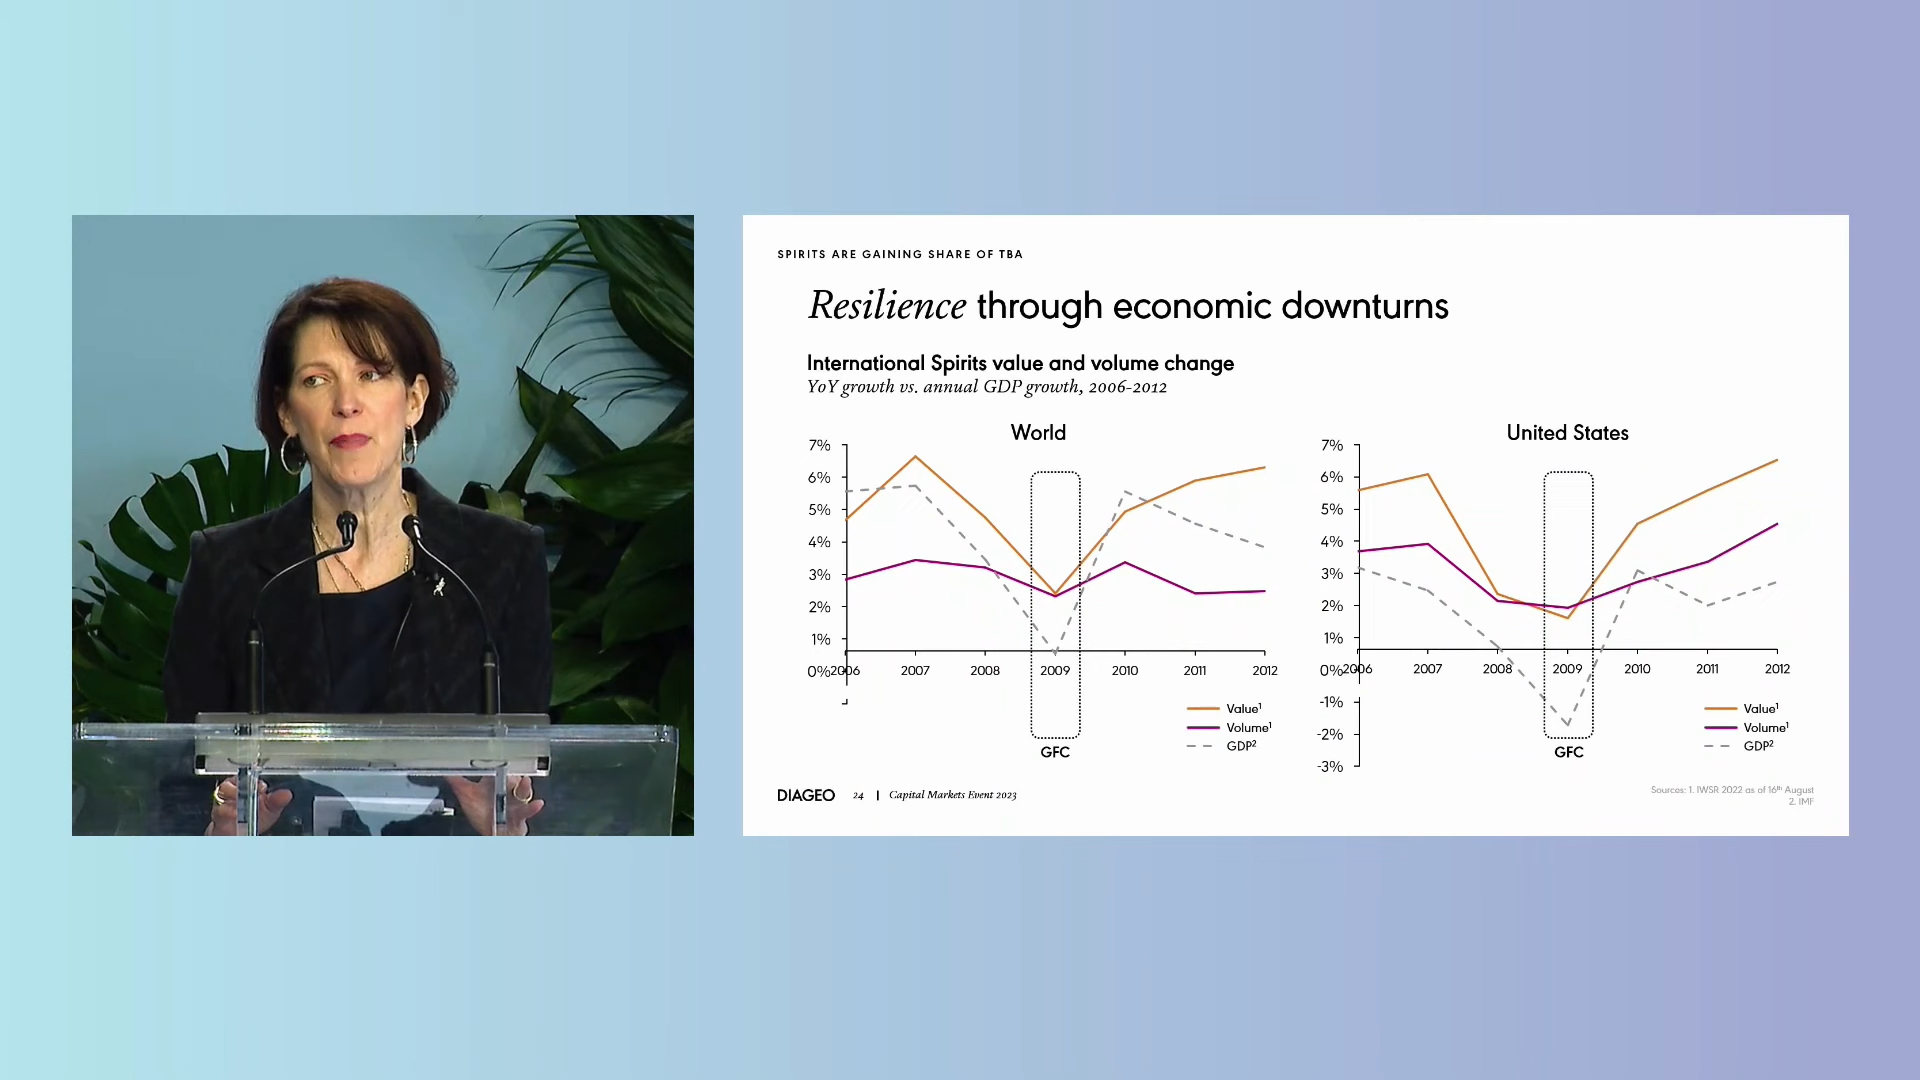 SPIRITS ARE GAINING SHARE OF TBA
Resilience through economic downturns
International Spirits value and volume change
YoY growth vs. annual GDP growth, 2006-2012
World
7%
6%
5%
4%
3%
2%
1%
0%
2006 2007 2008 2009 2010 2011 2012
GFC
Value¹
Volume¹
GDP²
United States
7%
6%
5%
4%
3%
2%
1%
0%
-1%
-2%
-3%
2006 2007 2008 2009 2010 2011 2012
GFC
Value¹
Volume¹
GDP²
DIAGEO 24 | Capital Markets Event 2023
Sources: 1. IWSR 2022 as of 16th August
2. IMF